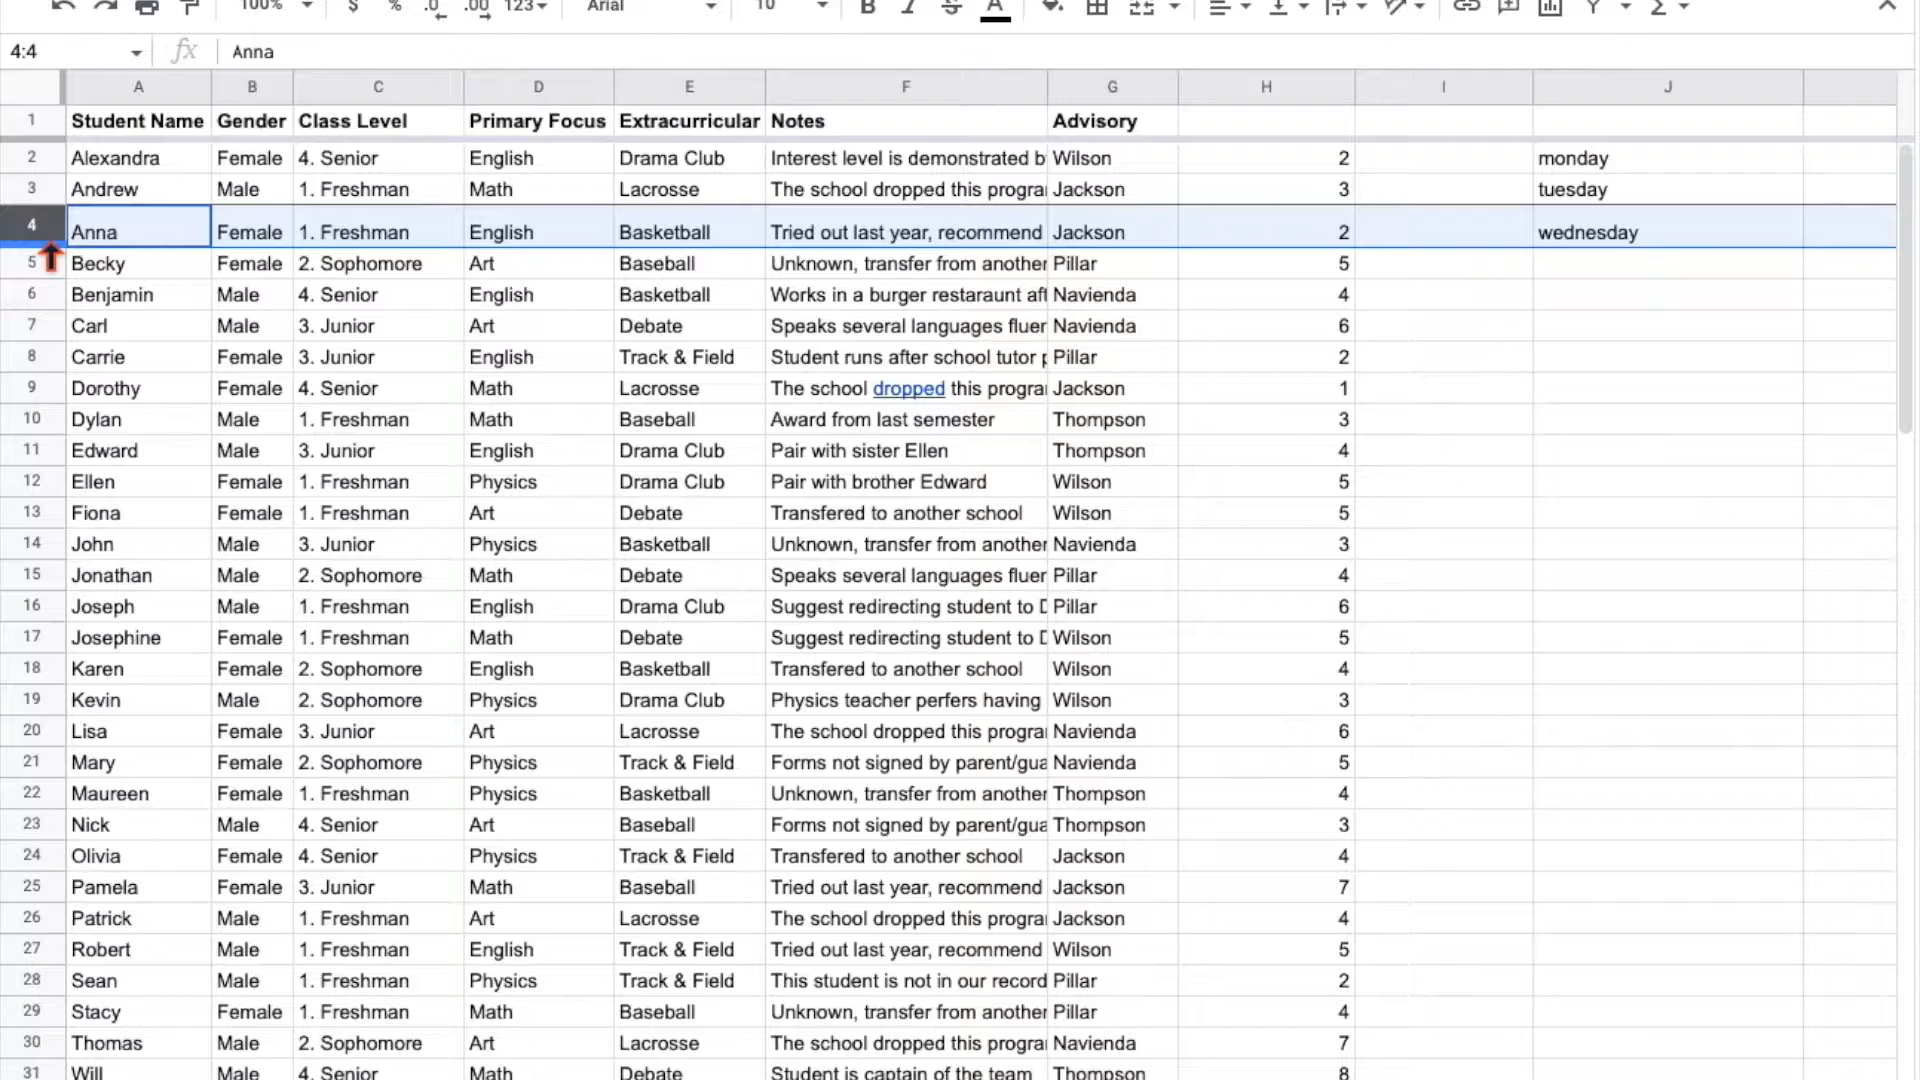 100% $ % .0 .00 123 Arial 10 B I S A
4:4 fx Anna
A B C D E F G H I J
1 Student Name Gender Class Level Primary Focus Extracurricular Notes Advisory
2 Alexandra Female 4. Senior English Drama Club Interest level is demonstrated b Wilson 2 monday
3 Andrew Male 1. Freshman Math Lacrosse The school dropped this progra Jackson 3 tuesday
4 Anna Female 1. Freshman English Basketball Tried out last year, recommend Jackson 2 wednesday
5 Becky Female 2. Sophomore Art Baseball Unknown, transfer from another Pillar 5
6 Benjamin Male 4. Senior English Basketball Works in a burger restaraunt aft Navienda 4
7 Carl Male 3. Junior Art Debate Speaks several languages fluer Navienda 6
8 Carrie Female 3. Junior English Track & Field Student runs after school tutor p Pillar 2
9 Dorothy Female 4. Senior Math Lacrosse The school dropped this progra Jackson 1
10 Dylan Male 1. Freshman Math Baseball Award from last semester Thompson 3
11 Edward Male 3. Junior English Drama Club Pair with sister Ellen Thompson 4
12 Ellen Female 1. Freshman Physics Drama Club Pair with brother Edward Wilson 5
13 Fiona Female 1. Freshman Art Debate Transfered to another school Wilson 5
14 John Male 3. Junior Physics Basketball Unknown, transfer from another Navienda 3
15 Jonathan Male 2. Sophomore Math Debate Speaks several languages fluer Pillar 4
16 Joseph Male 1. Freshman English Drama Club Suggest redirecting student to Pillar 6
17 Josephine Female 1. Freshman Math Debate Suggest redirecting student to Wilson 5
18 Karen Female 2. Sophomore English Basketball Transfered to another school Wilson 4
19 Kevin Male 2. Sophomore Physics Drama Club Physics teacher perfers having Wilson 3
20 Lisa Female 3. Junior Art Lacrosse The school dropped this progra Navienda 6
21 Mary Female 2. Sophomore Physics Track & Field Forms not signed by parent/gua Navienda 5
22 Maureen Female 1. Freshman Physics Basketball Unknown, transfer from another Thompson 4
23 Nick Male 4. Senior Art Baseball Forms not signed by parent/gua Thompson 3
24 Olivia Female 4. Senior Physics Track & Field Transfered to another school Jackson 4
25 Pamela Female 3. Junior Math Baseball Tried out last year, recommend Jackson 7
26 Patrick Male 1. Freshman Art Lacrosse The school dropped this progra Jackson 4
27 Robert Male 1. Freshman English Track & Field Tried out last year, recommend Wilson 5
28 Sean Male 1. Freshman Physics Track & Field This student is not in our record Pillar 2
29 Stacy Female 1. Freshman Math Baseball Unknown, transfer from another Pillar 4
30 Thomas Male 2. Sophomore Art Lacrosse The school dropped this progra Navienda 7
31 Will Male 4. Senior Math Debate Student is captain of the team Thompson 8